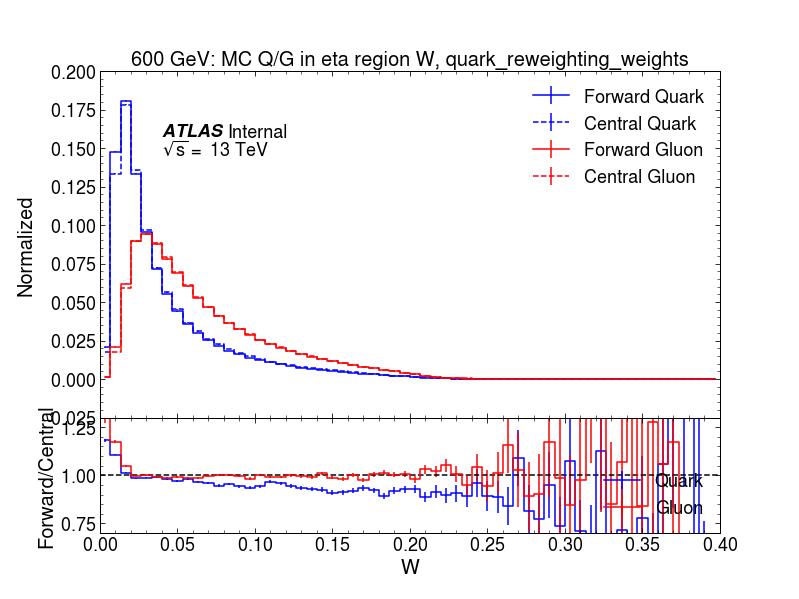 600 GeV: MC Q/G in eta region W, quark_reweighting_weights
0.200
0.175
0.150
0.125
0.100
0.075
0.050
0.025
0.000
0.025
Normalized
ATLAS Internal
√s = 13 TeV
Forward Quark
Central Quark
Forward Gluon
Central Gluon
1.25
1.00
0.75
Forward/Central
Quark
Gluon
0.00 0.05 0.10 0.15 0.20 0.25 0.30 0.35 0.40
W